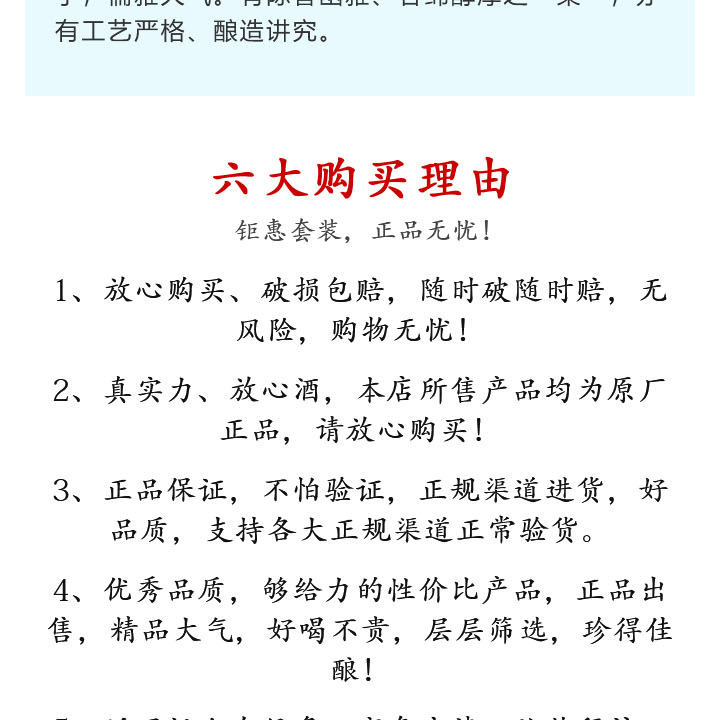 有工艺严格、酿造讲究。
六大购买理由
钜惠套装，正品无忧！
1、放心购买、破损包赔，随时破随时赔，无
风险，购物无忧！
2、真实力、放心酒，本店所售产品均为原厂
正品，请放心购买！
3、正品保证，不怕验证，正规渠道进货，好
品质，支持各大正规渠道正常验货。
4、优秀品质，够给力的性价比产品，正品出
售，精品大气，好喝不贵，层层筛选，珍得佳
酿！